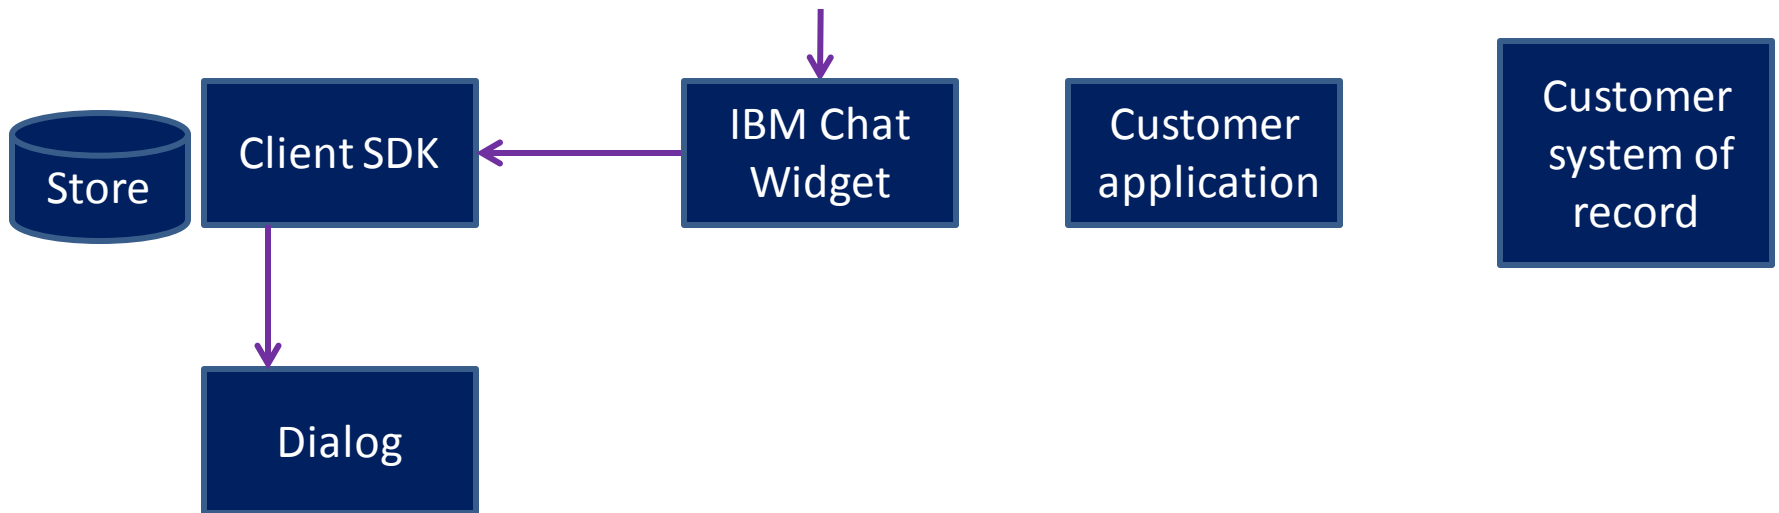 Store
Client SDK
IBM Chat
Widget
Customer
application
Customer
system of
record
Dialog